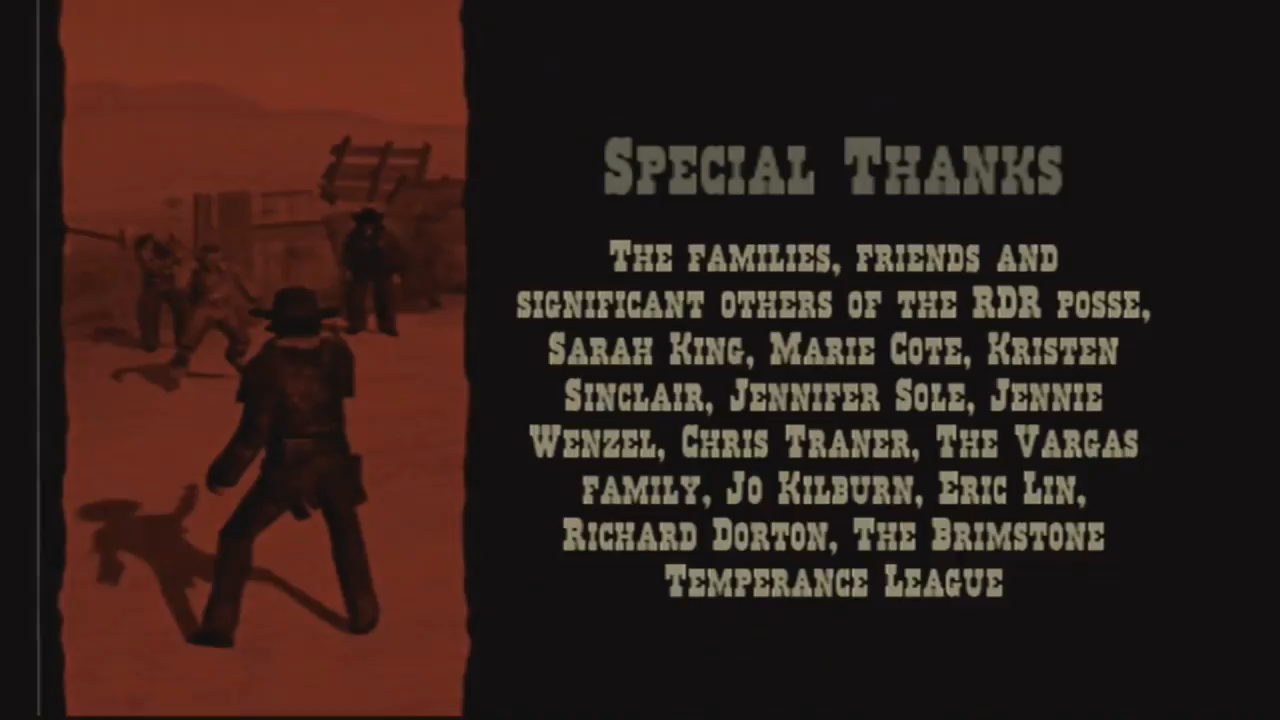 Special Thanks
The families, friends and
significant others of the RDR posse,
Sarah King, Marie Cote, Kristen
Sinclair, Jennifer Sole, Jennie
Wenzel, Chris Traner, The Vargas
family, Jo Kilburn, Eric Lin,
Richard Dorton, The Brimstone
Temperance League